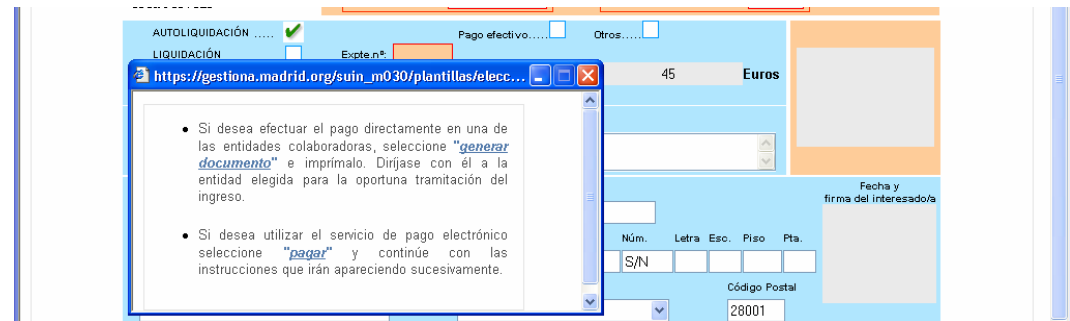 AUTOLIQUIDACIÓN .....
Pago efectivo.....
Otros.....
LIQUIDACIÓN
Expte.nº:
https://gestiona.madrid.org/suin_m030/plantillas/elecc...
45
Euros
• Si desea efectuar el pago directamente en una de
las entidades colaboradoras, seleccione "generar
documento" e imprímalo. Diríjase con él a la
entidad elegida para la oportuna tramitación del
ingreso.
• Si desea utilizar el servicio de pago electrónico
seleccione "pagar" y continúe con las
instrucciones que irán apareciendo sucesivamente.
Fecha y
firma del interesado/a
Núm. Letra Esc. Piso Pta.
S/N
Código Postal
28001